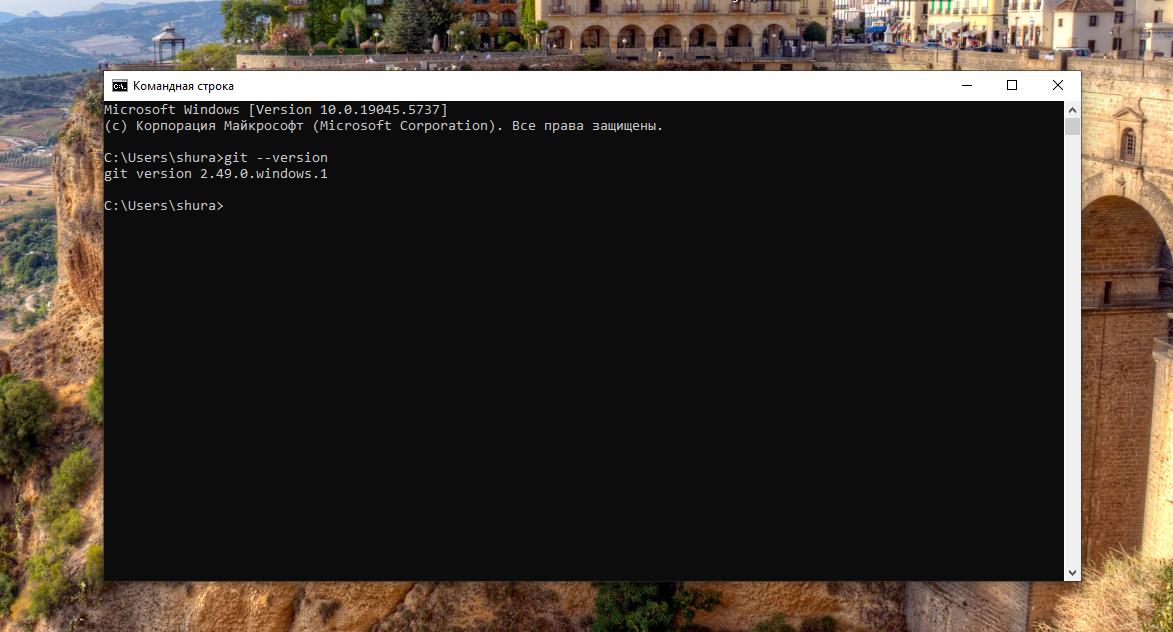 Командная строка
Microsoft Windows [Version 10.0.19045.5737]
(c) Корпорация Майкрософт (Microsoft Corporation). Все права защищены.
C:\Users\shura>git --version
git version 2.49.0.windows.1
C:\Users\shura>